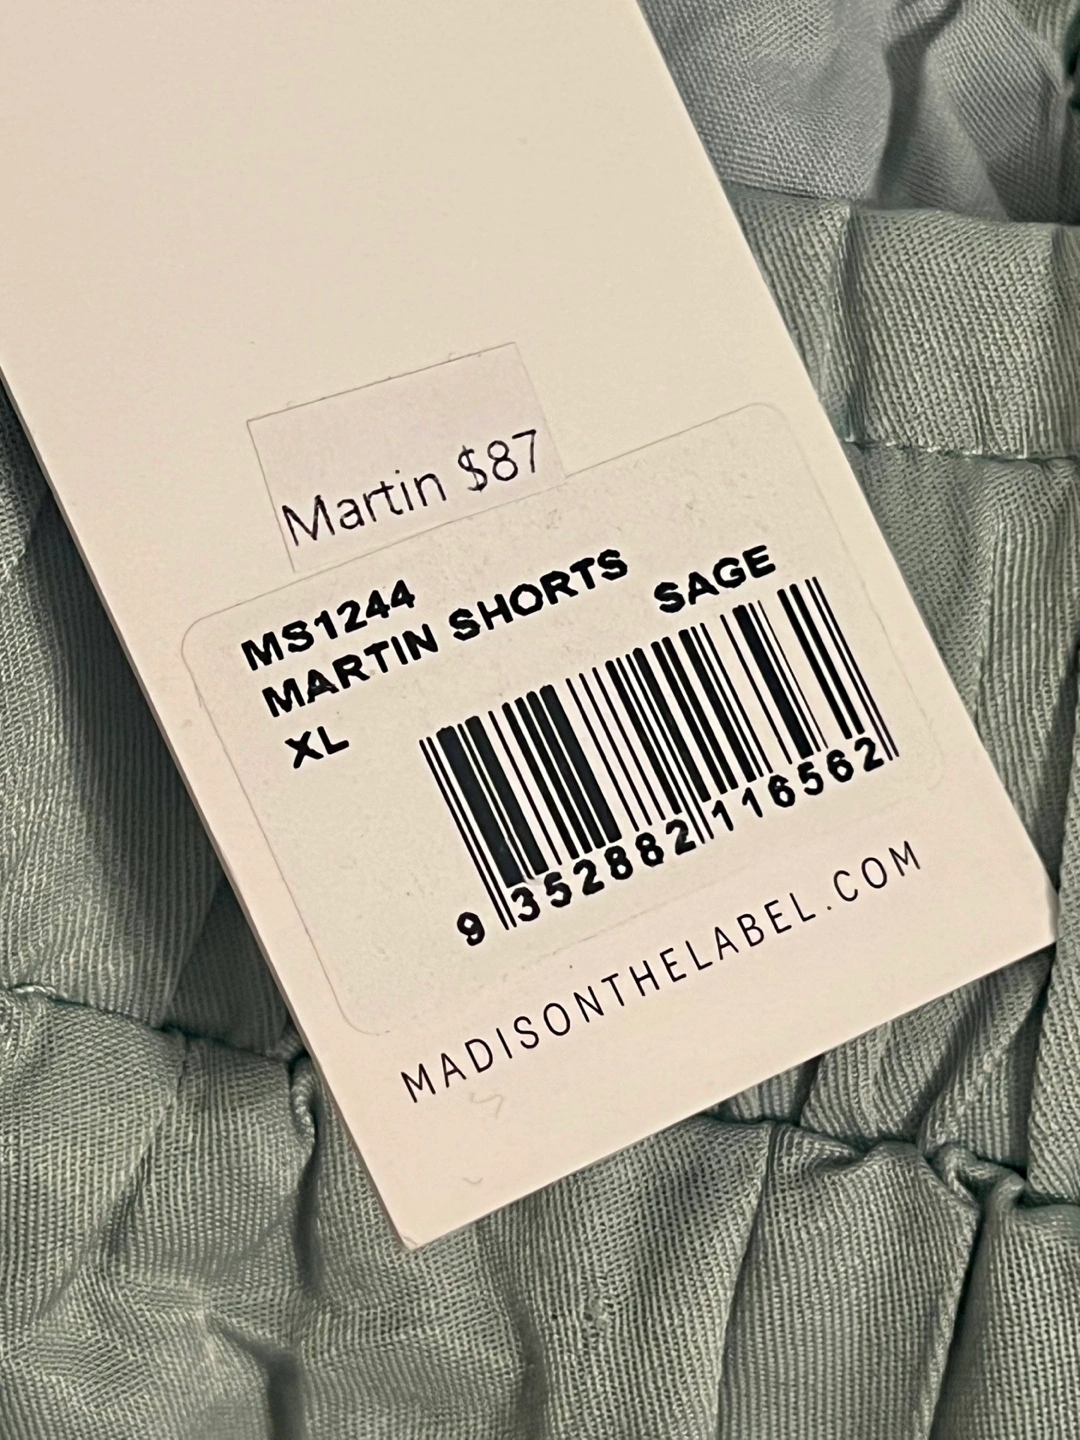 Martin $87
MS1244
MARTIN SHORTS SAGE
XL
9 352882 116562
MADISONTHELABEL.COM